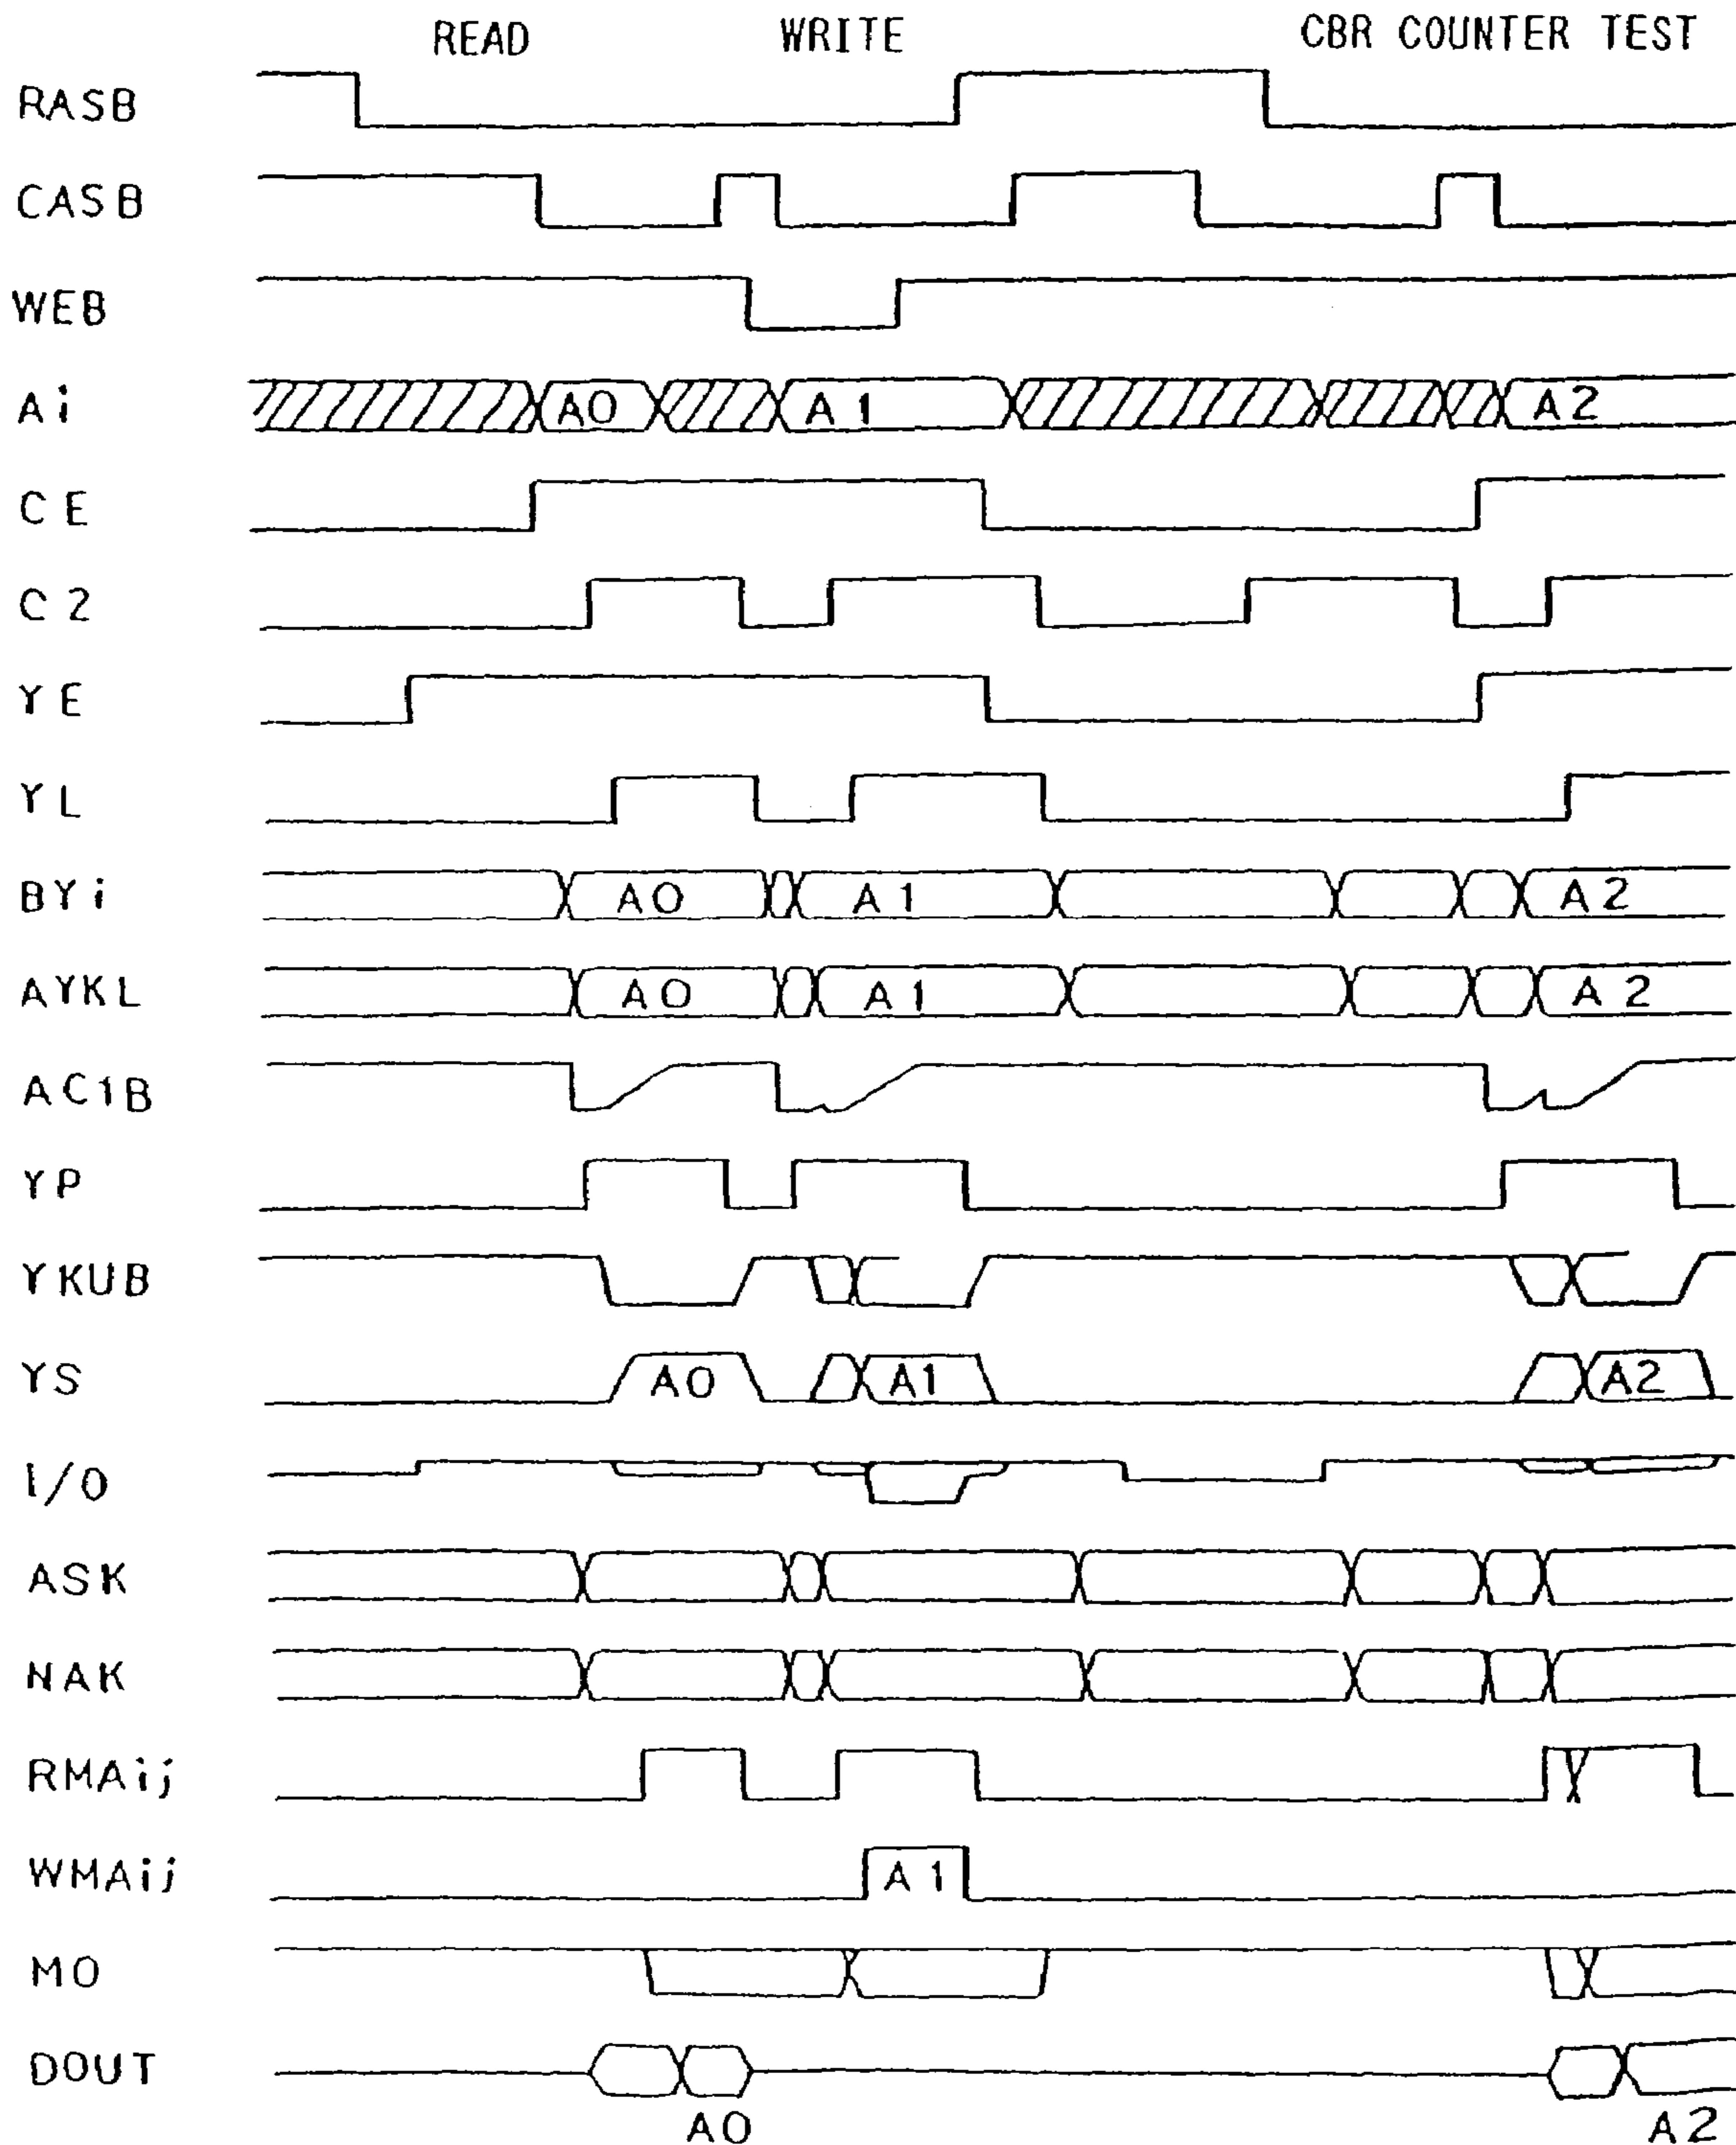 READ WRITE CBR COUNTER TEST
RASB
CASB
WEB
Ai A0 A1 A2
CE
C2
YE
YL
BYi A0 A1 A2
AYKL A0 A1 A2
AC1B
YP
YKUB
YS A0 A1 A2
I/O
ASK
NAK
RMAij
WMAij A1
MO
DOUT
A0 A2